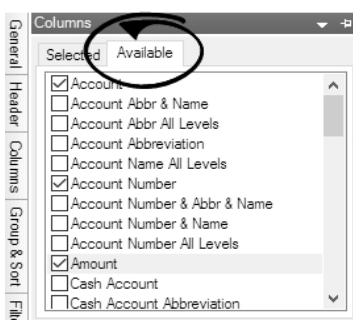 Columns
Selected
Available
General
Header
Columns
Group & Sort
Account
Account Abbr & Name
Account Abbr All Levels
Account Abbreviation
Account Name All Levels
Account Number
Account Number & Abbr & Name
Account Number & Name
Account Number All Levels
Amount
Cash Account
Cash Account Abbreviation